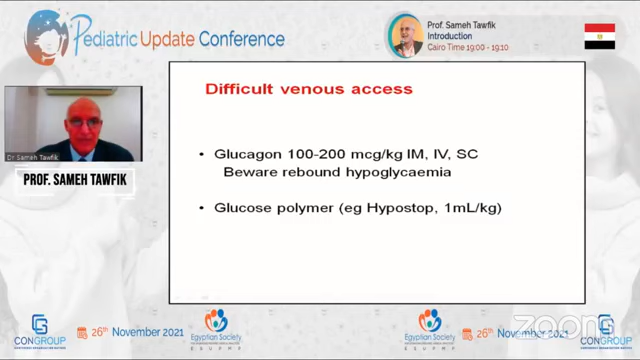 Pediatric Update Conference
Prof. Sameh Tawfik
Introduction
Cairo Time 19:00 - 19:10
Difficult venous access
• Glucagon 100-200 mcg/kg IM, IV, SC
Beware rebound hypoglycaemia
• Glucose polymer (eg Hypostop, 1mL/kg)
Dr Sameh Tawfik
PROF. SAMEH TAWFIK
CONGROUP
26th November 2021
Egyptian Society
Egyptian Society
26th November 2021
CONGROUP
zoom